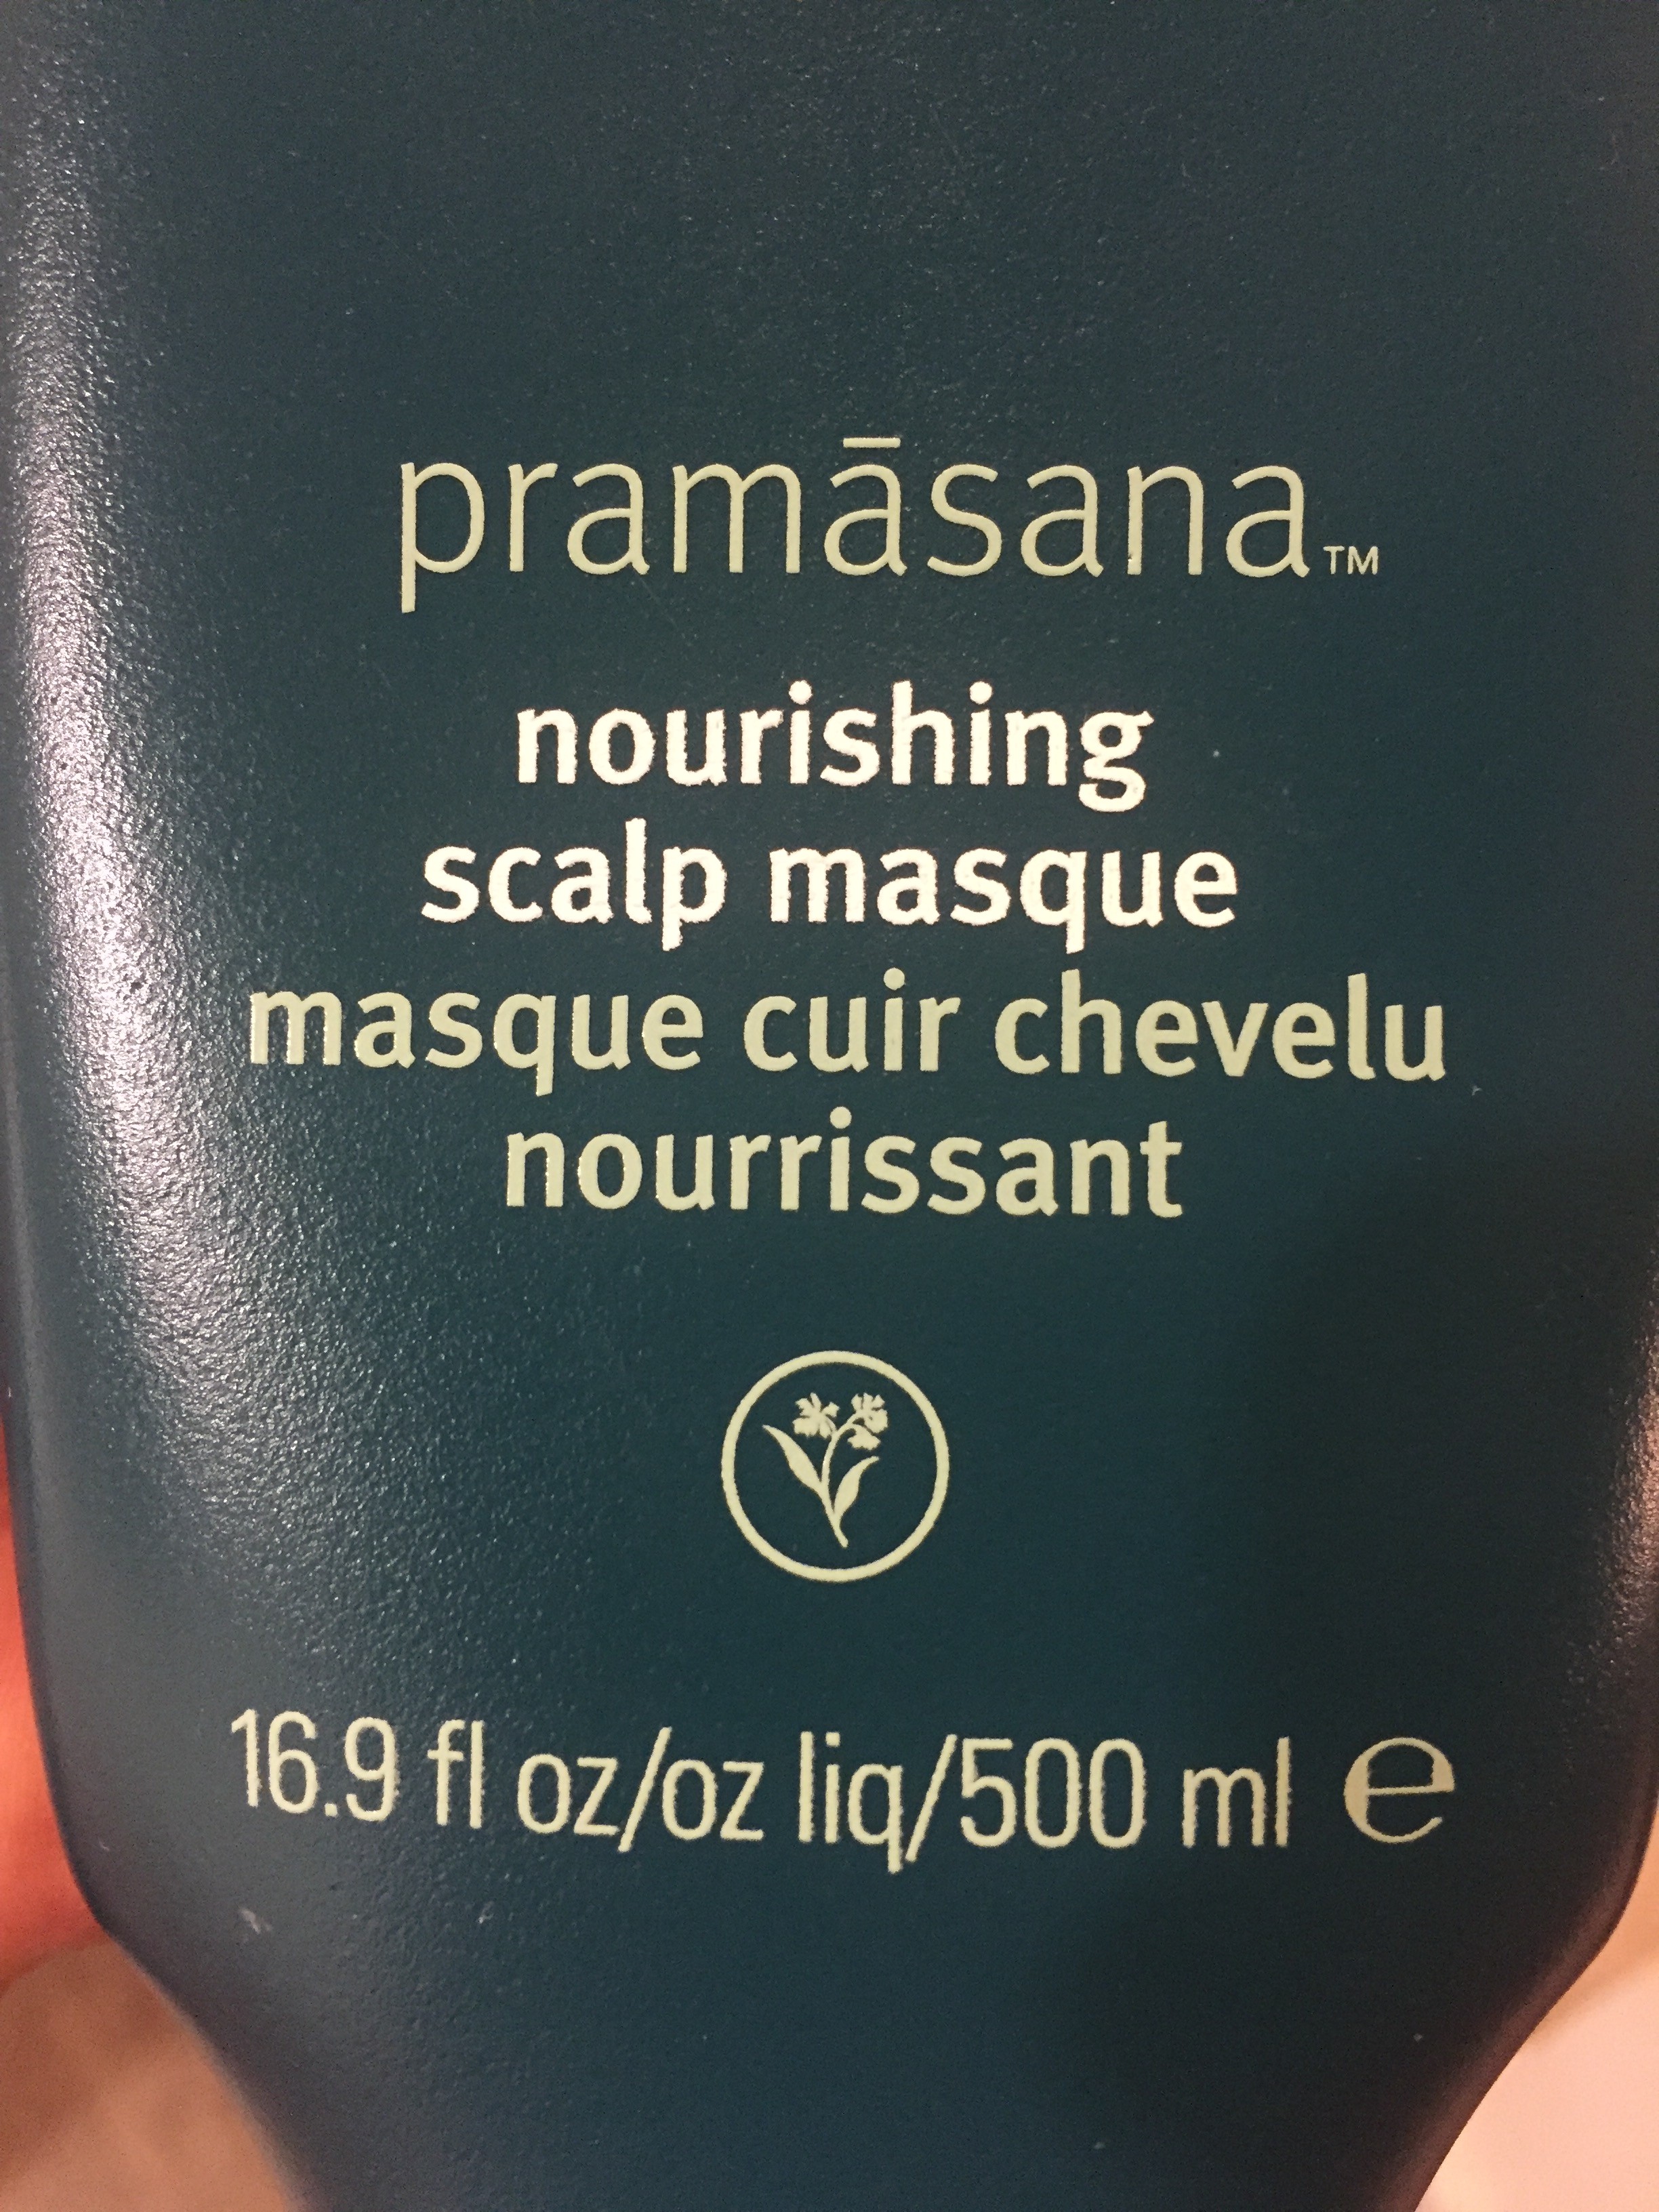 pramāsana™
nourishing
scalp masque
masque cuir chevelu
nourrissant
16.9 fl oz/oz liq/500 ml ℮